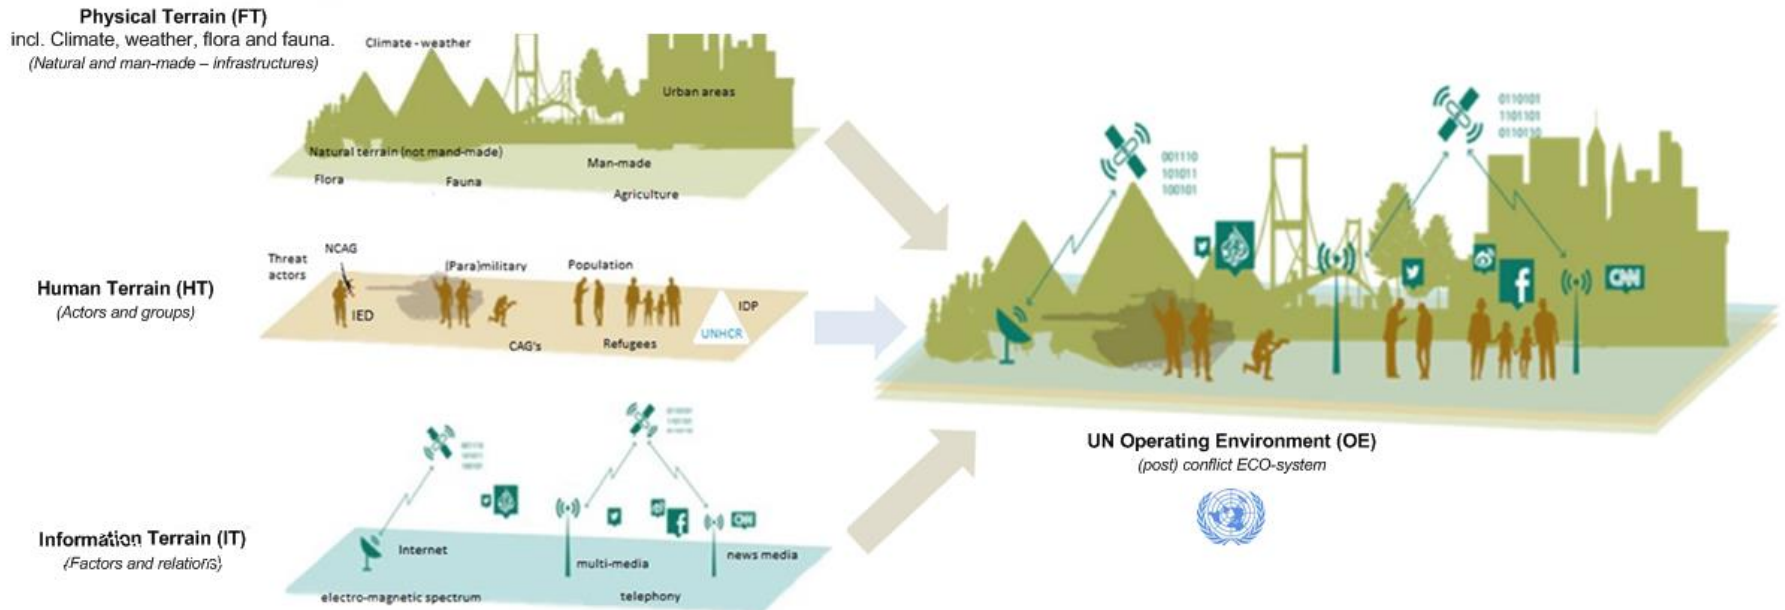 Physical Terrain (FT)
incl. Climate, weather, flora and fauna.
(Natural and man-made – infrastructures)
Climate - weather
Urban areas
Natural terrain (not mand-made)
Man-made
Flora
Fauna
Agriculture
Human Terrain (HT)
(Actors and groups)
Threat
actors
NCAG
IED
(Para)military
Population
CAG's
Refugees
UNHCR
IDP
Information Terrain (IT)
(Factors and relations)
Internet
electro-magnetic spectrum
multi-media
telephony
news media
CNN
001110
101011
100101
0110101
1101101
0110110
CNN
UN Operating Environment (OE)
(post) conflict ECO-system